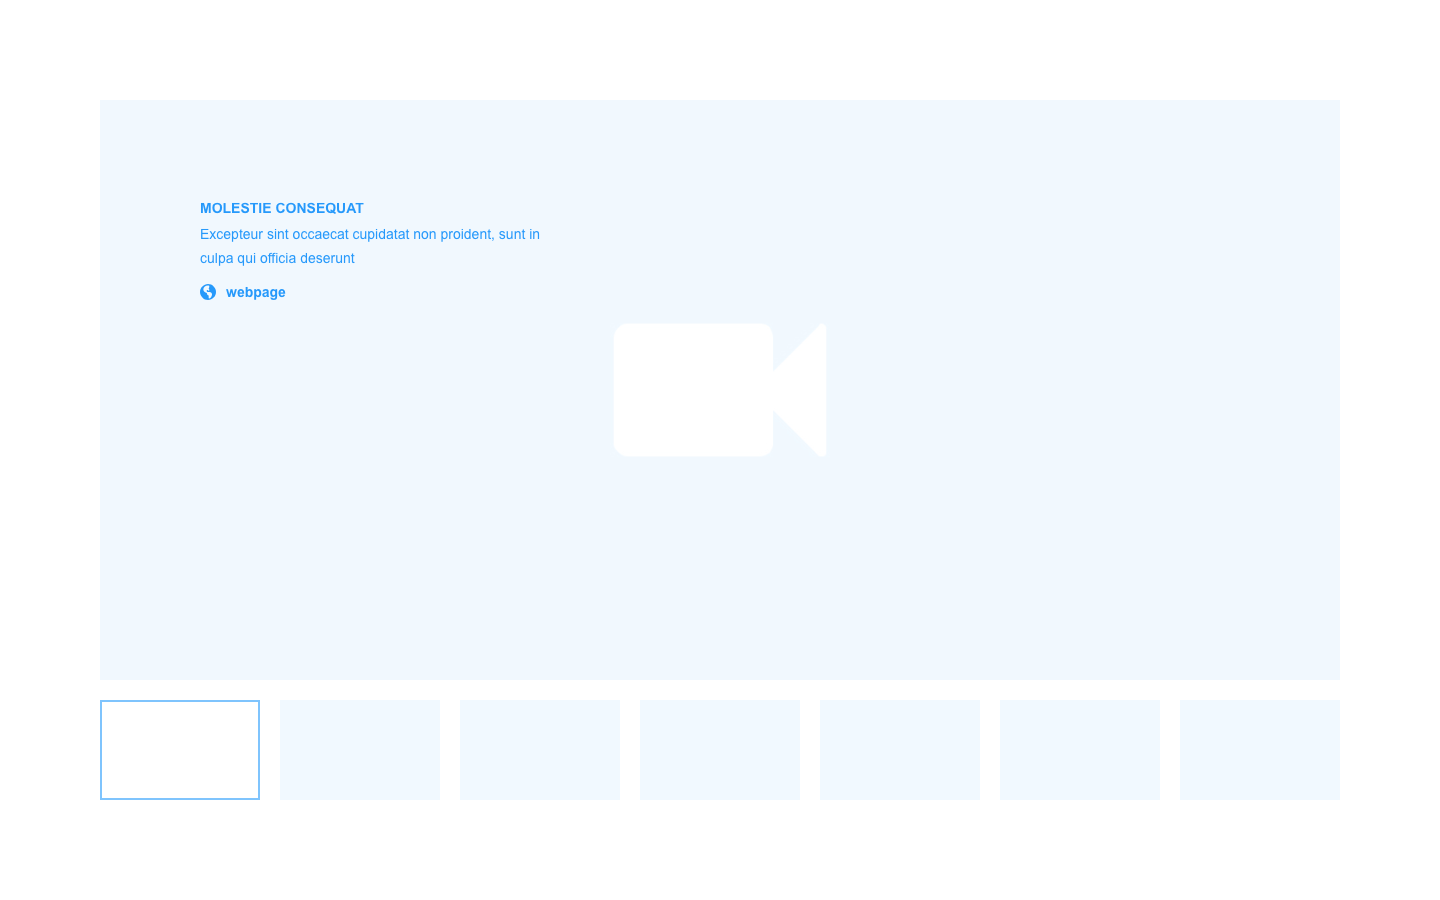 MOLESTIE CONSEQUAT
Excepteur sint occaecat cupidatat non proident, sunt in
culpa qui officia deserunt
webpage